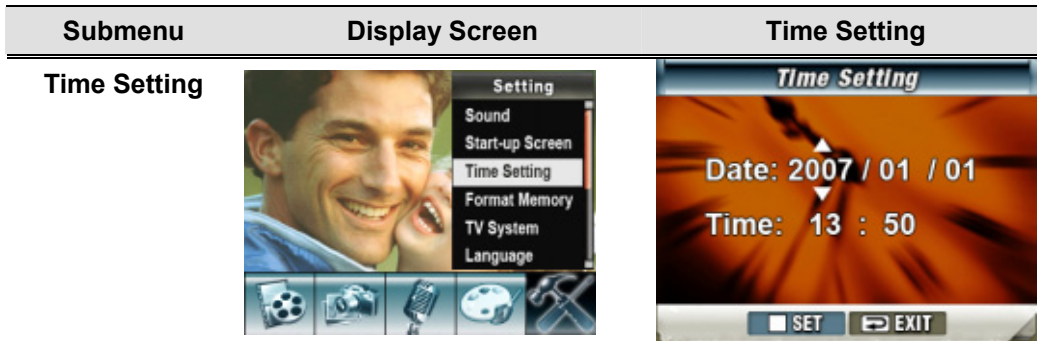 Submenu Display Screen Time Setting
Time Setting
Setting
Sound
Start-up Screen
Time Setting
Format Memory
TV System
Language
Time Setting
Date: 2007 / 01 / 01
Time: 13 : 50
SET EXIT